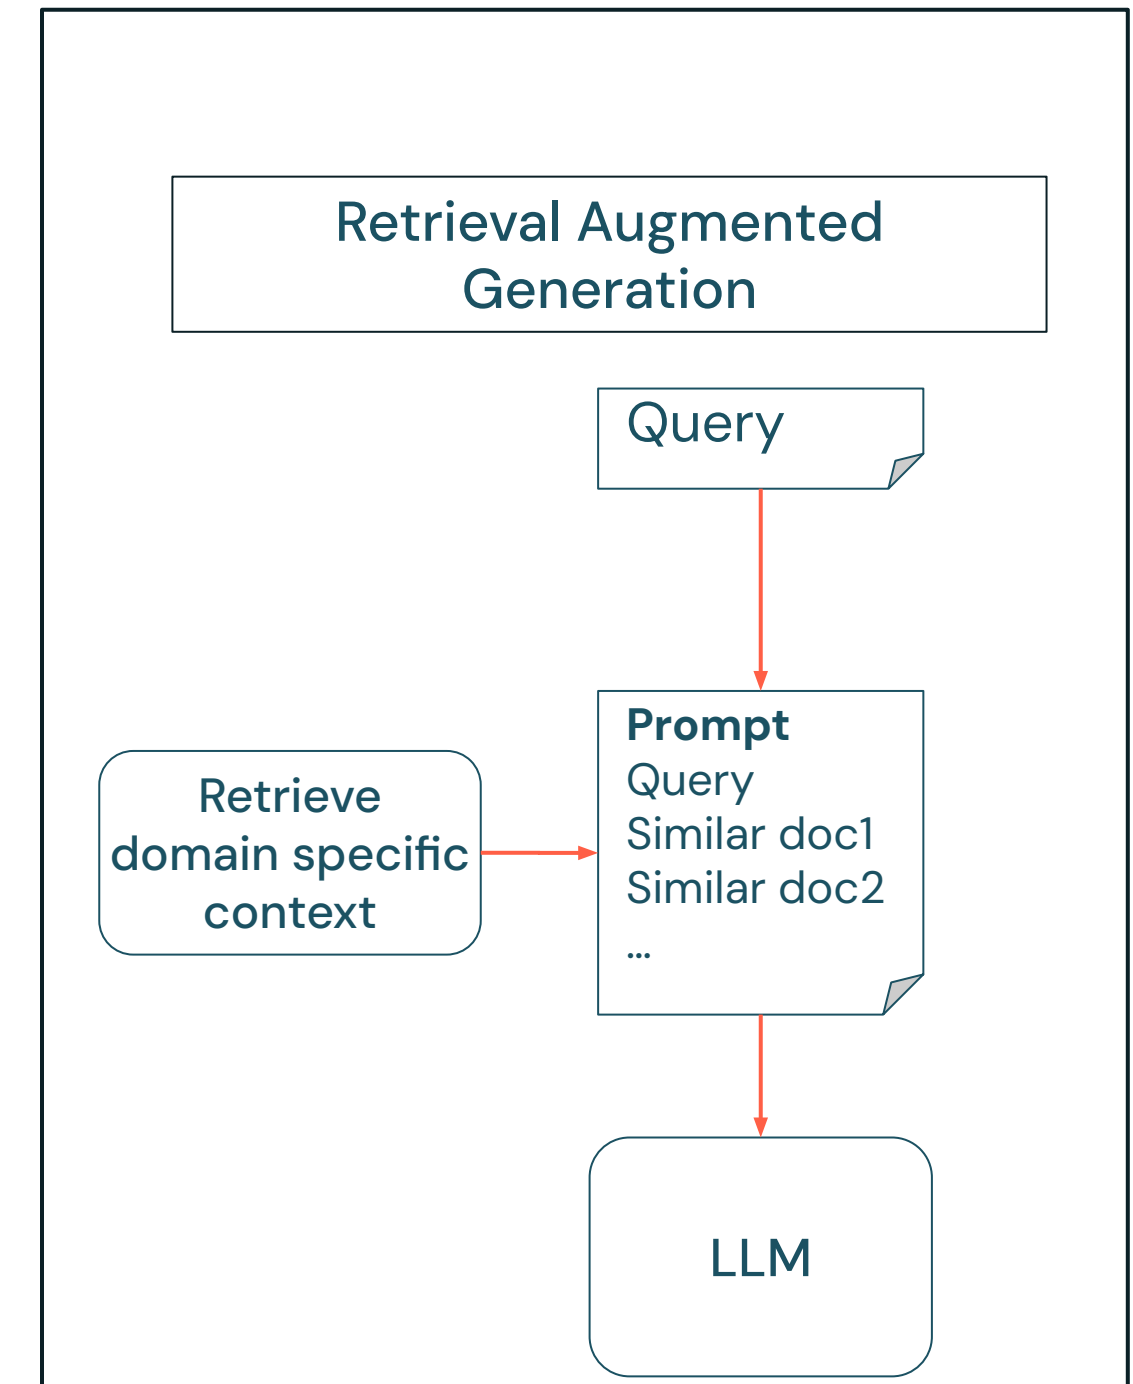 Retrieval Augmented
Generation
Query
Prompt
Query
Similar doc1
Similar doc2
...
Retrieve
domain specific
context
LLM